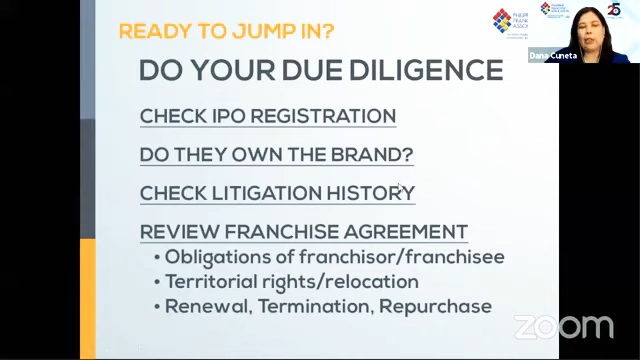 READY TO JUMP IN?
DO YOUR DUE DILIGENCE
CHECK IPO REGISTRATION
DO THEY OWN THE BRAND?
CHECK LITIGATION HISTORY
REVIEW FRANCHISE AGREEMENT
• Obligations of franchisor/franchisee
• Territorial rights/relocation
• Renewal, Termination, Repurchase
Dana Cuneta
25
zoom